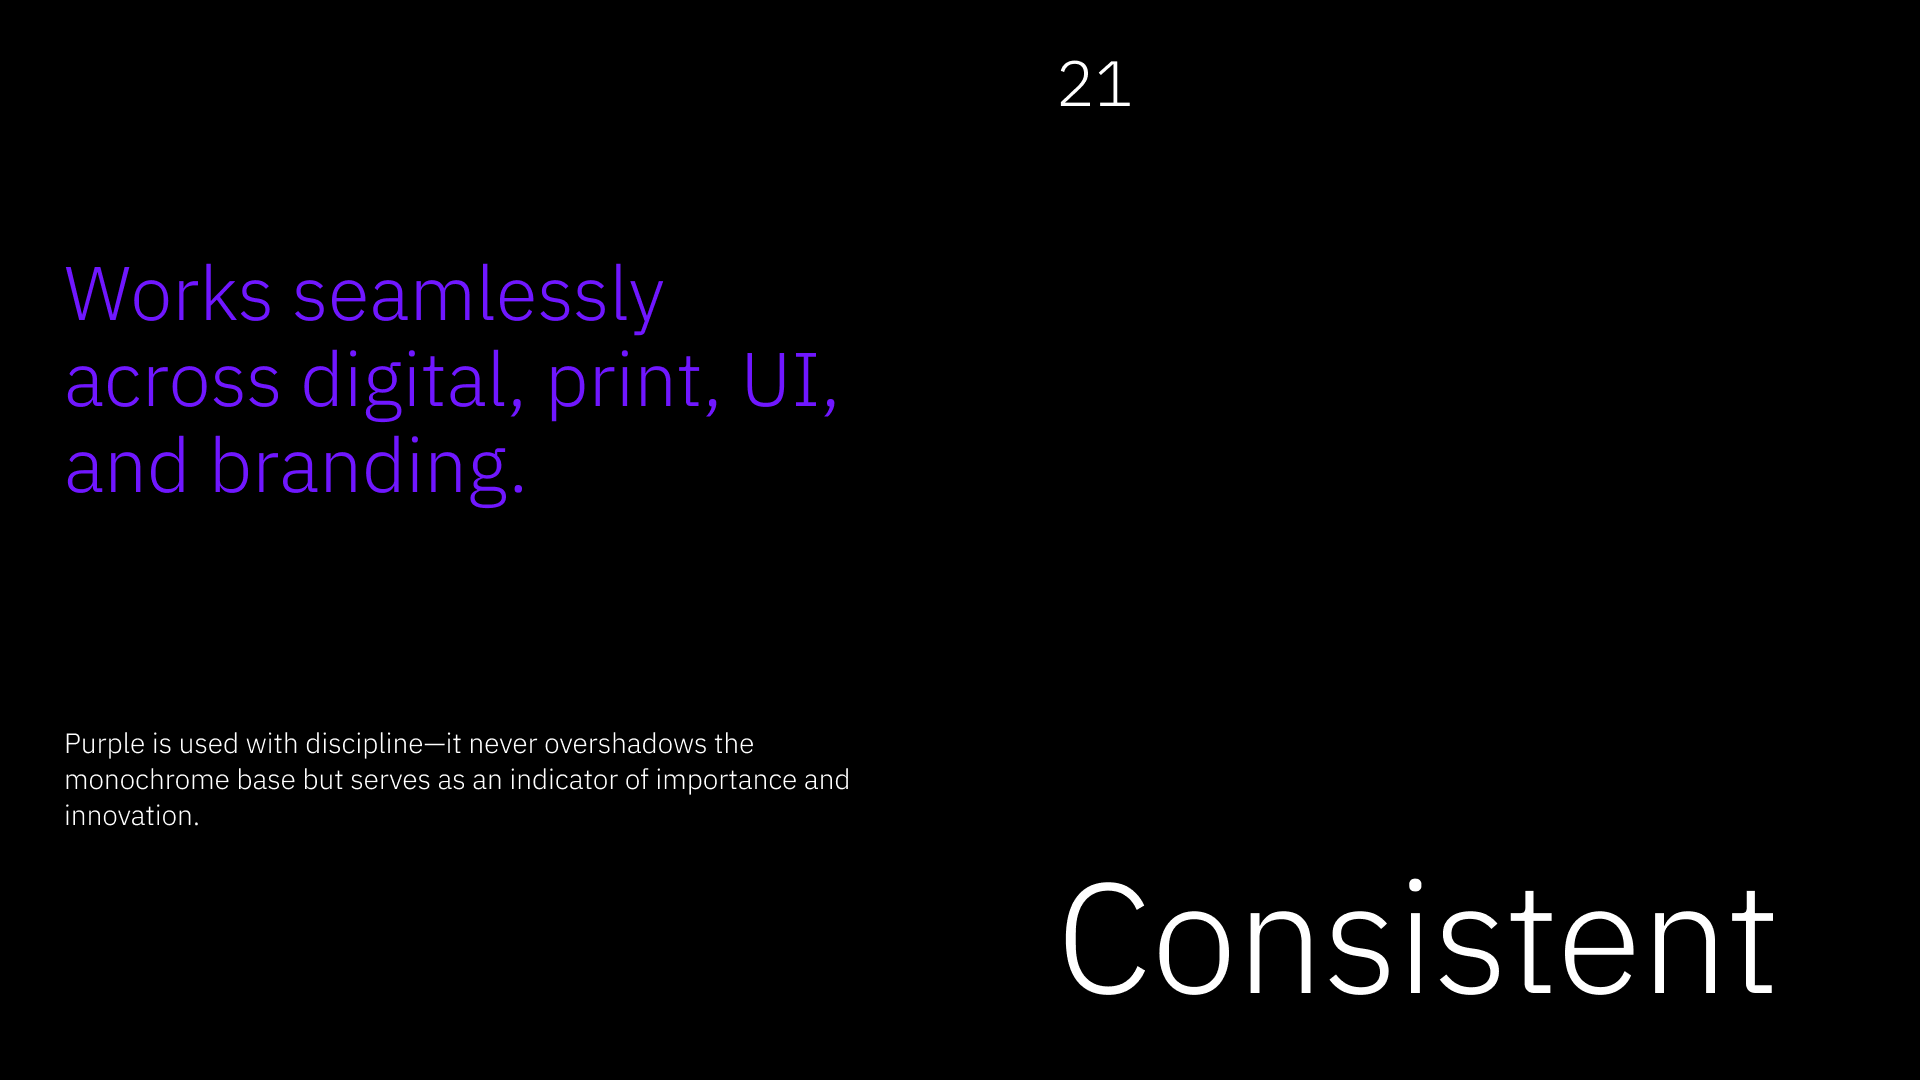 21
Works seamlessly
across digital, print, UI,
and branding.
Purple is used with discipline—it never overshadows the
monochrome base but serves as an indicator of importance and
innovation.
Consistent